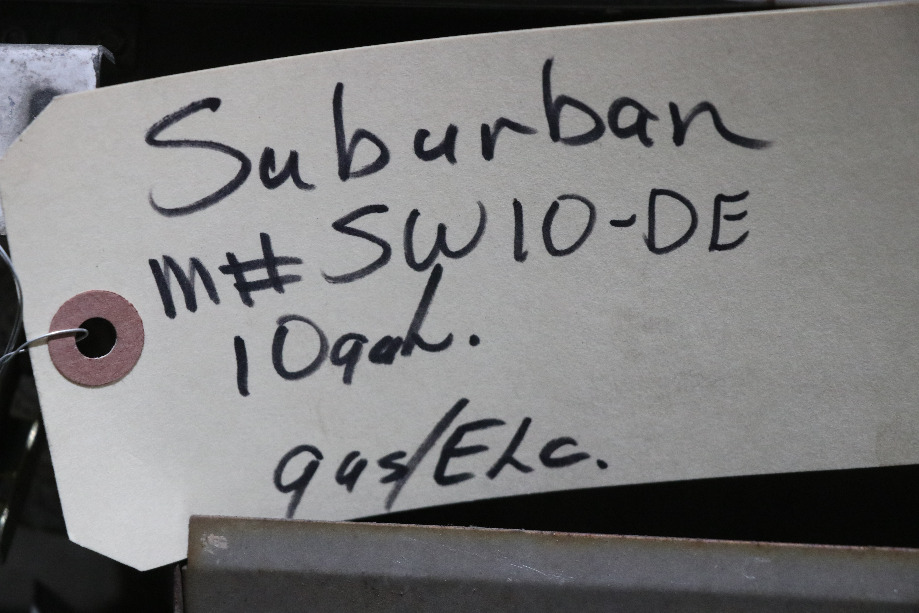 Suburban
m# SW10-DE
10gal.
gas/ELc.